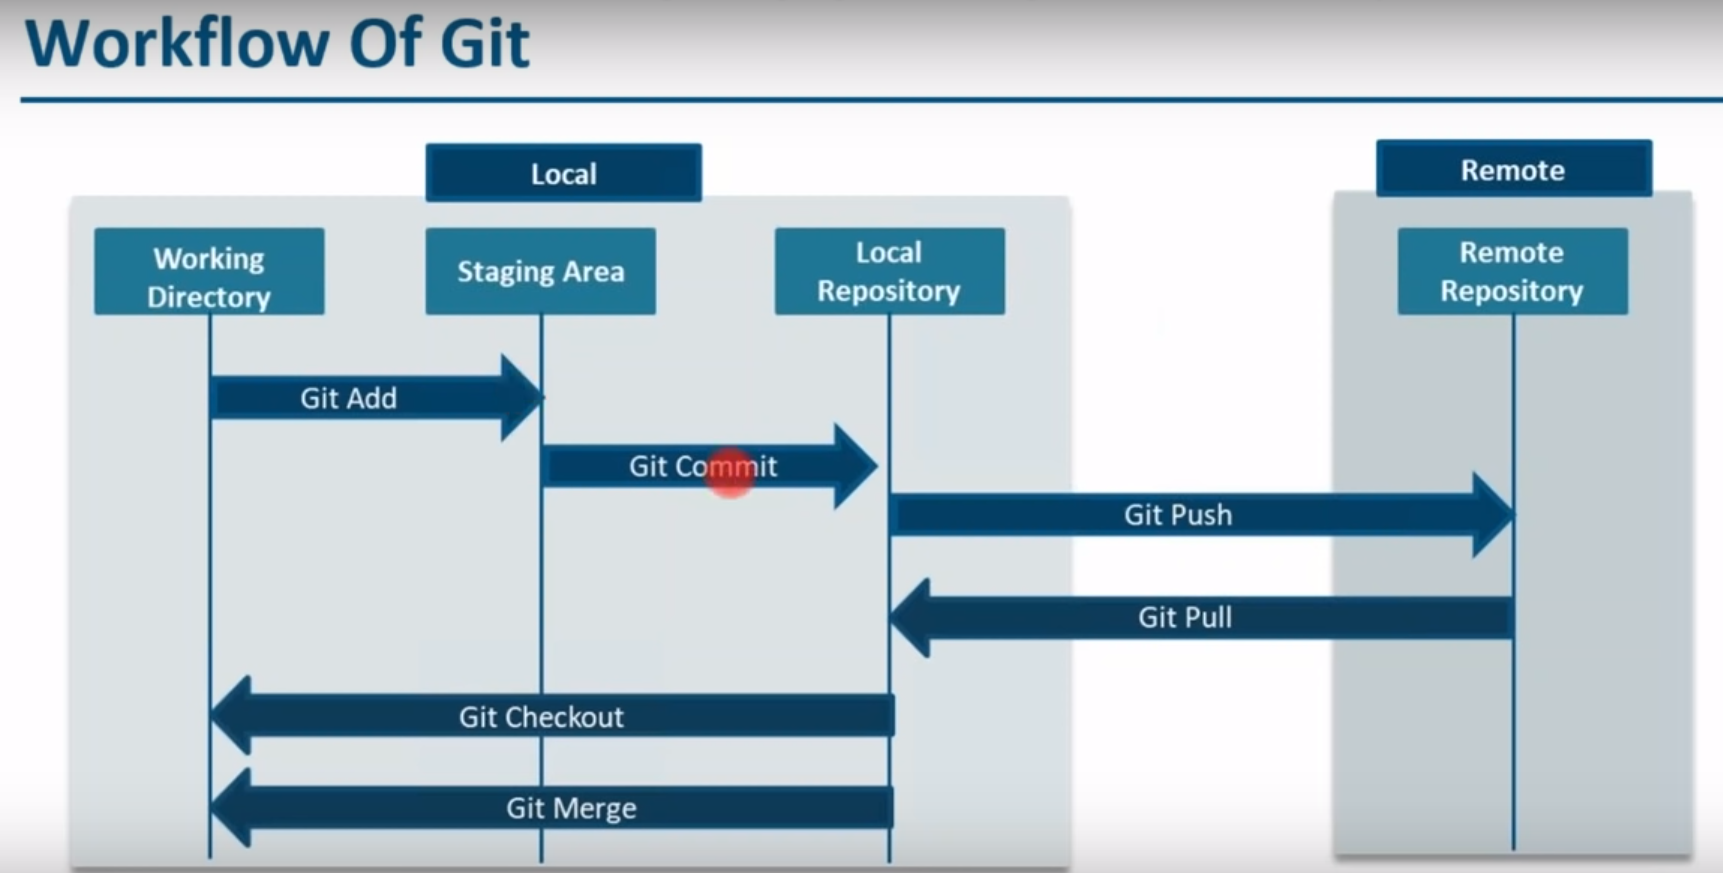 Workflow Of Git
Local
Remote
Working
Directory
Staging Area
Local
Repository
Remote
Repository
Git Add
Git Commit
Git Push
Git Pull
Git Checkout
Git Merge